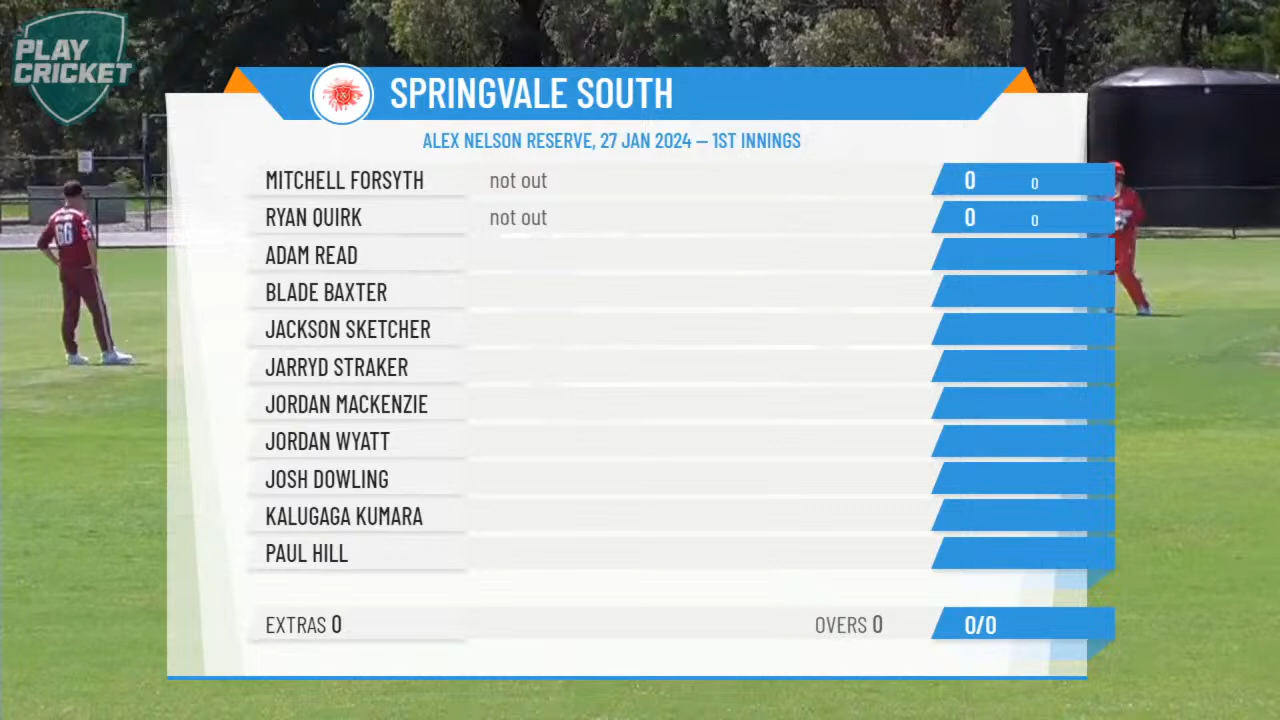 PLAY
CRICKET
SPRINGVALE SOUTH
ALEX NELSON RESERVE, 27 JAN 2024 – 1ST INNINGS
MITCHELL FORSYTH not out 0 0
RYAN QUIRK not out 0 0
ADAM READ
BLADE BAXTER
JACKSON SKETCHER
JARRYD STRAKER
JORDAN MACKENZIE
JORDAN WYATT
JOSH DOWLING
KALUGAGA KUMARA
PAUL HILL
EXTRAS 0 OVERS 0 0/0
66